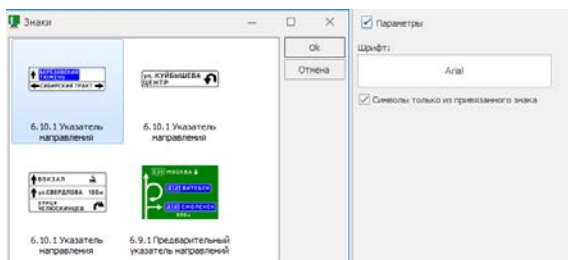 Знаки
Ok
Отмена
БЕРЕЗОВСКИЙ
ТЮМЕНЬ
СИБИРСКИЙ ТРАКТ
ул. КУЙБЫШЕВА
ЦЕНТР
6.10.1 Указатель
направления
6.10.1 Указатель
направления
ВОКЗАЛ
ул.СВЕРДЛОВА 100м
УЛИЦА
ЧЕЛЮСКИНЦЕВ
6.10.1 Указатель
направления
МОСКВА
ВИТЕБСК
СМОЛЕНСК
6.9.1 Предварительный
указатель направлений
Параметры
Шрифт:
Arial
Символы только из привязанного знака